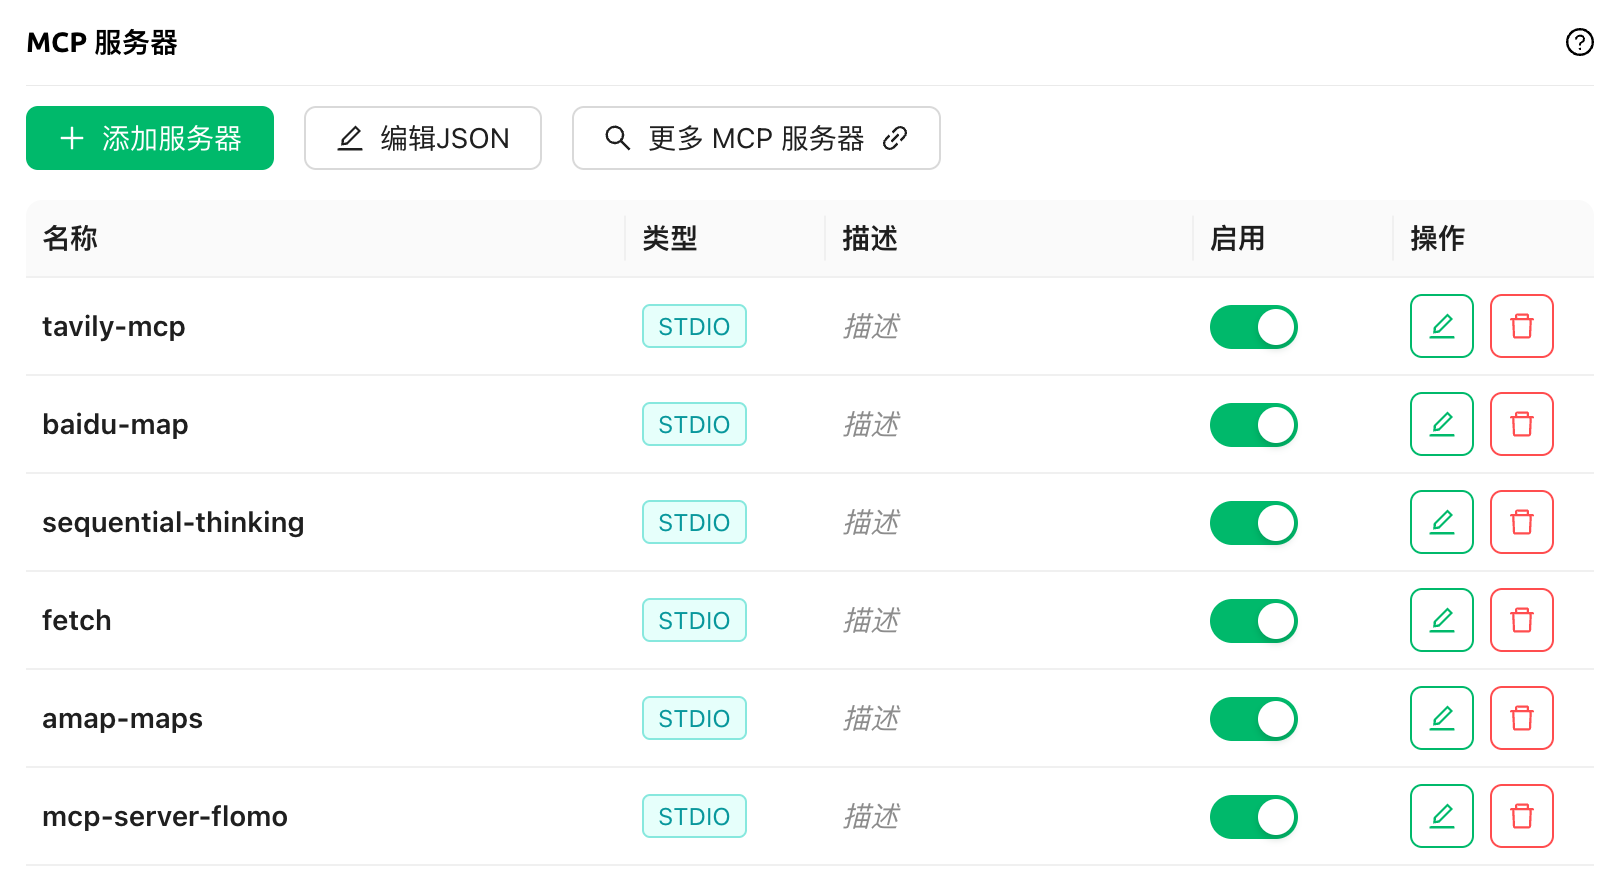 MCP 服务器
添加服务器 编辑JSON 更多 MCP 服务器
名称 类型 描述 启用 操作
tavily-mcp STDIO 描述
baidu-map STDIO 描述
sequential-thinking STDIO 描述
fetch STDIO 描述
amap-maps STDIO 描述
mcp-server-flomo STDIO 描述